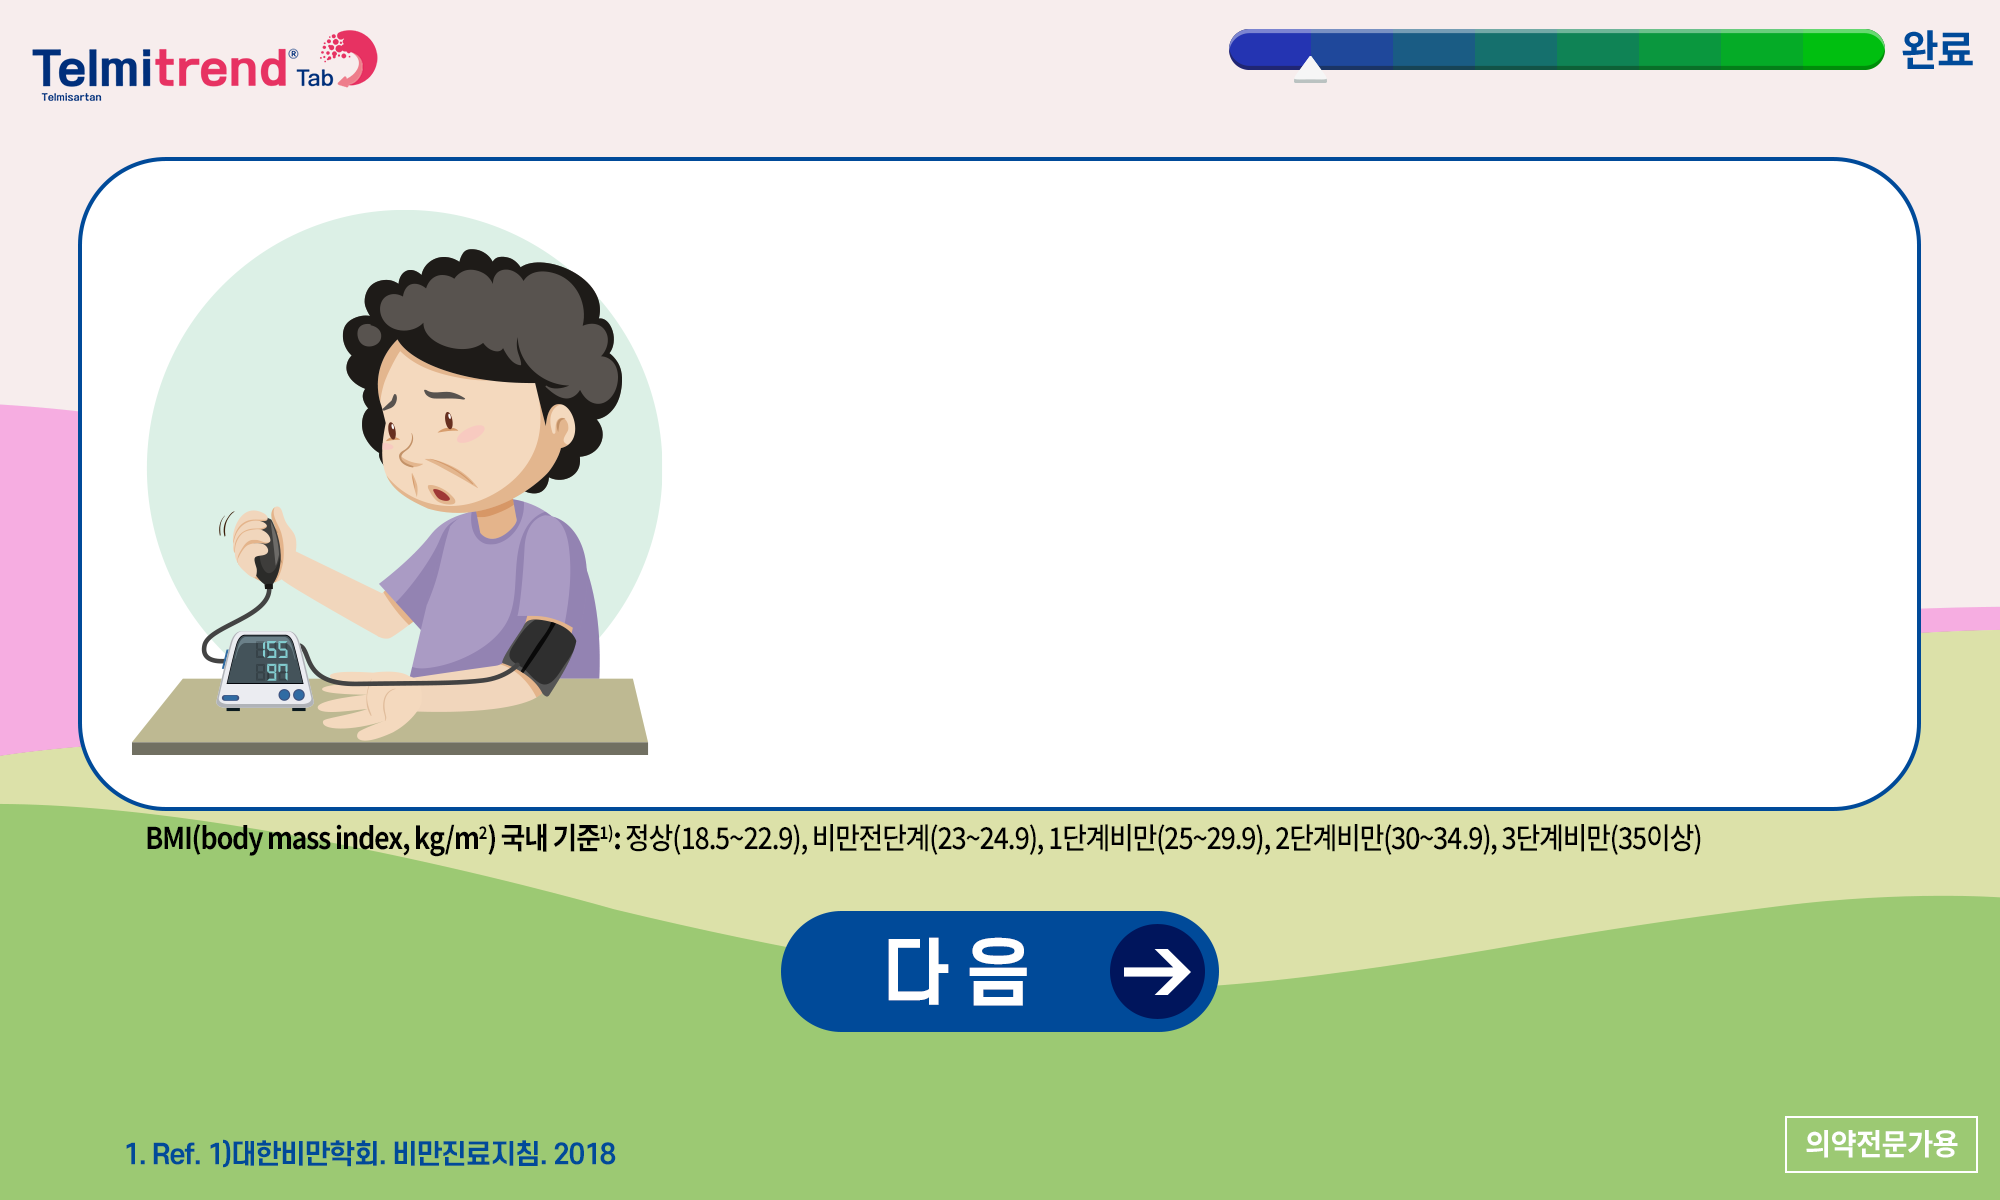 Telmitrend® Tab
Telmisartan
완료
155
97
BMI(body mass index, kg/m²) 국내 기준¹⁾: 정상(18.5~22.9), 비만전단계(23~24.9), 1단계비만(25~29.9), 2단계비만(30~34.9), 3단계비만(35이상)
다음
1. Ref. 1)대한비만학회. 비만진료지침. 2018
의약전문가용